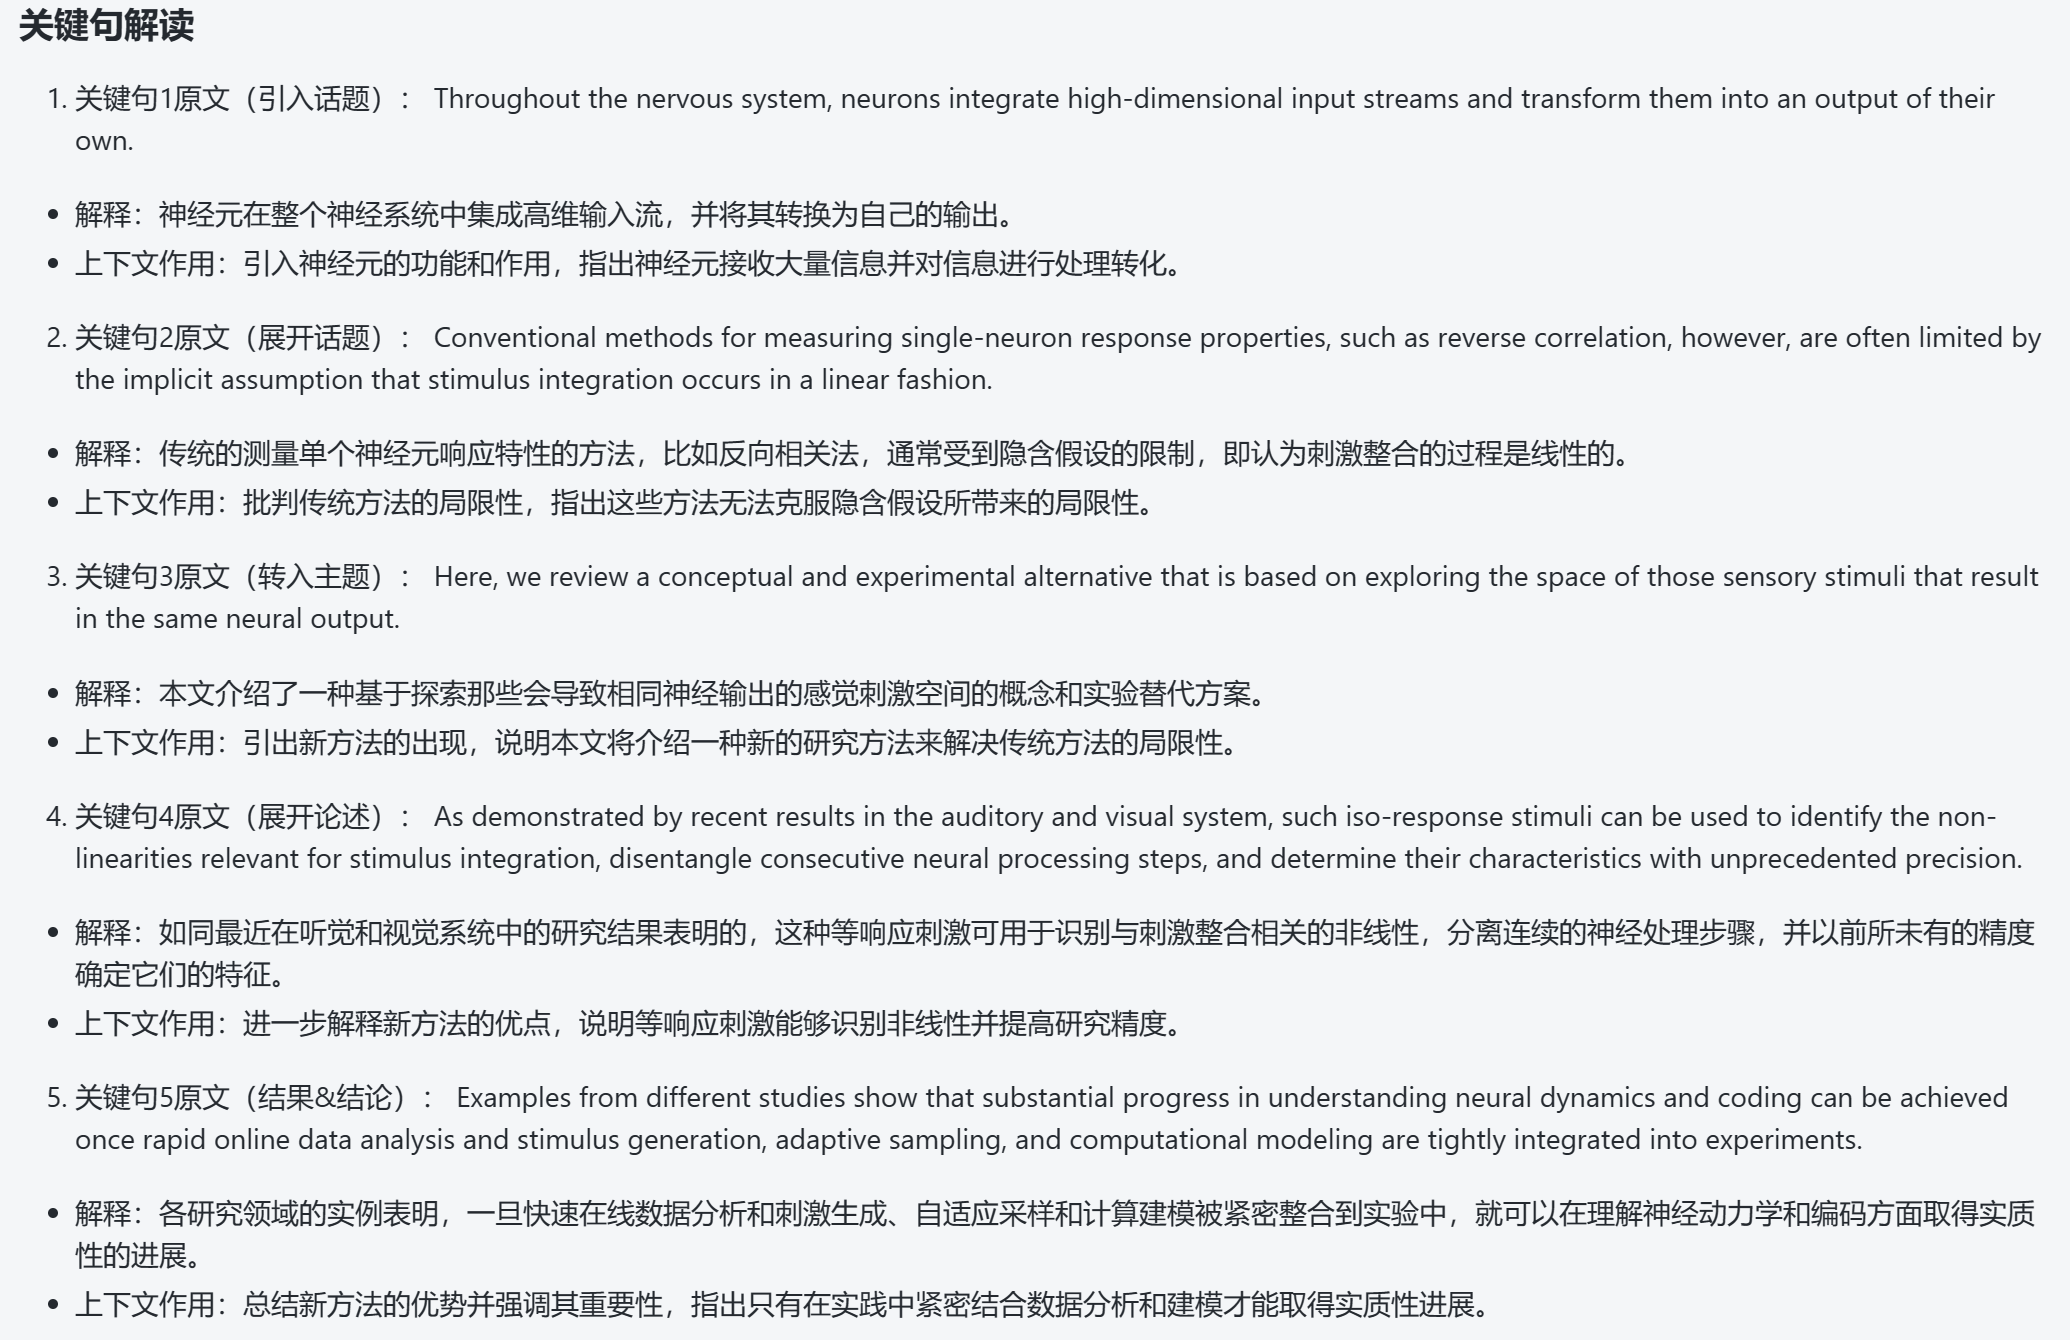 关键句解读
1. 关键句1原文（引入话题）： Throughout the nervous system, neurons integrate high-dimensional input streams and transform them into an output of their
own.
• 解释：神经元在整个神经系统中集成高维输入流，并将其转换为自己的输出。
• 上下文作用：引入神经元的功能和作用，指出神经元接收大量信息并对信息进行处理转化。
2. 关键句2原文（展开话题）： Conventional methods for measuring single-neuron response properties, such as reverse correlation, however, are often limited by
the implicit assumption that stimulus integration occurs in a linear fashion.
• 解释：传统的测量单个神经元响应特性的方法，比如反向相关法，通常受到隐含假设的限制，即认为刺激整合的过程是线性的。
• 上下文作用：批判传统方法的局限性，指出这些方法无法克服隐含假设所带来的局限性。
3. 关键句3原文（转入主题）： Here, we review a conceptual and experimental alternative that is based on exploring the space of those sensory stimuli that result
in the same neural output.
• 解释：本文介绍了一种基于探索那些会导致相同神经输出的感觉刺激空间的概念和实验替代方案。
• 上下文作用：引出新方法的出现，说明本文将介绍一种新的研究方法来解决传统方法的局限性。
4. 关键句4原文（展开论述）： As demonstrated by recent results in the auditory and visual system, such iso-response stimuli can be used to identify the non-
linearities relevant for stimulus integration, disentangle consecutive neural processing steps, and determine their characteristics with unprecedented precision.
• 解释：如同最近在听觉和视觉系统中的研究结果表明的，这种等响应刺激可用于识别与刺激整合相关的非线性，分离连续的神经处理步骤，并以前所未有的精度
确定它们的特征。
• 上下文作用：进一步解释新方法的优点，说明等响应刺激能够识别非线性并提高研究精度。
5. 关键句5原文（结果&结论）： Examples from different studies show that substantial progress in understanding neural dynamics and coding can be achieved
once rapid online data analysis and stimulus generation, adaptive sampling, and computational modeling are tightly integrated into experiments.
• 解释：各研究领域的实例表明，一旦快速在线数据分析和刺激生成、自适应采样和计算建模被紧密整合到实验中，就可以在理解神经动力学和编码方面取得实质
性的进展。
• 上下文作用：总结新方法的优势并强调其重要性，指出只有在实践中紧密结合数据分析和建模才能取得实质性进展。